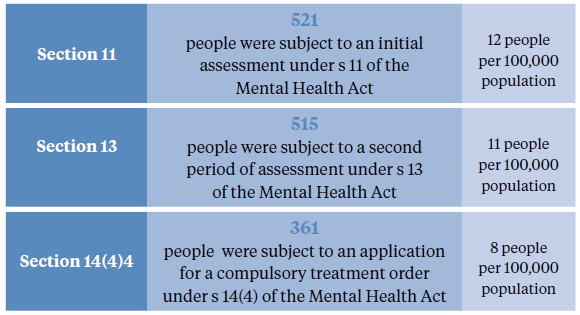 Section 11
521
people were subject to an initial
assessment under s 11 of the
Mental Health Act
12 people
per 100,000
population
Section 13
515
people were subject to a second
period of assessment under s 13
of the Mental Health Act
11 people
per 100,000
population
Section 14(4)4
361
people were subject to an application
for a compulsory treatment order
under s 14(4) of the Mental Health Act
8 people
per 100,000
population